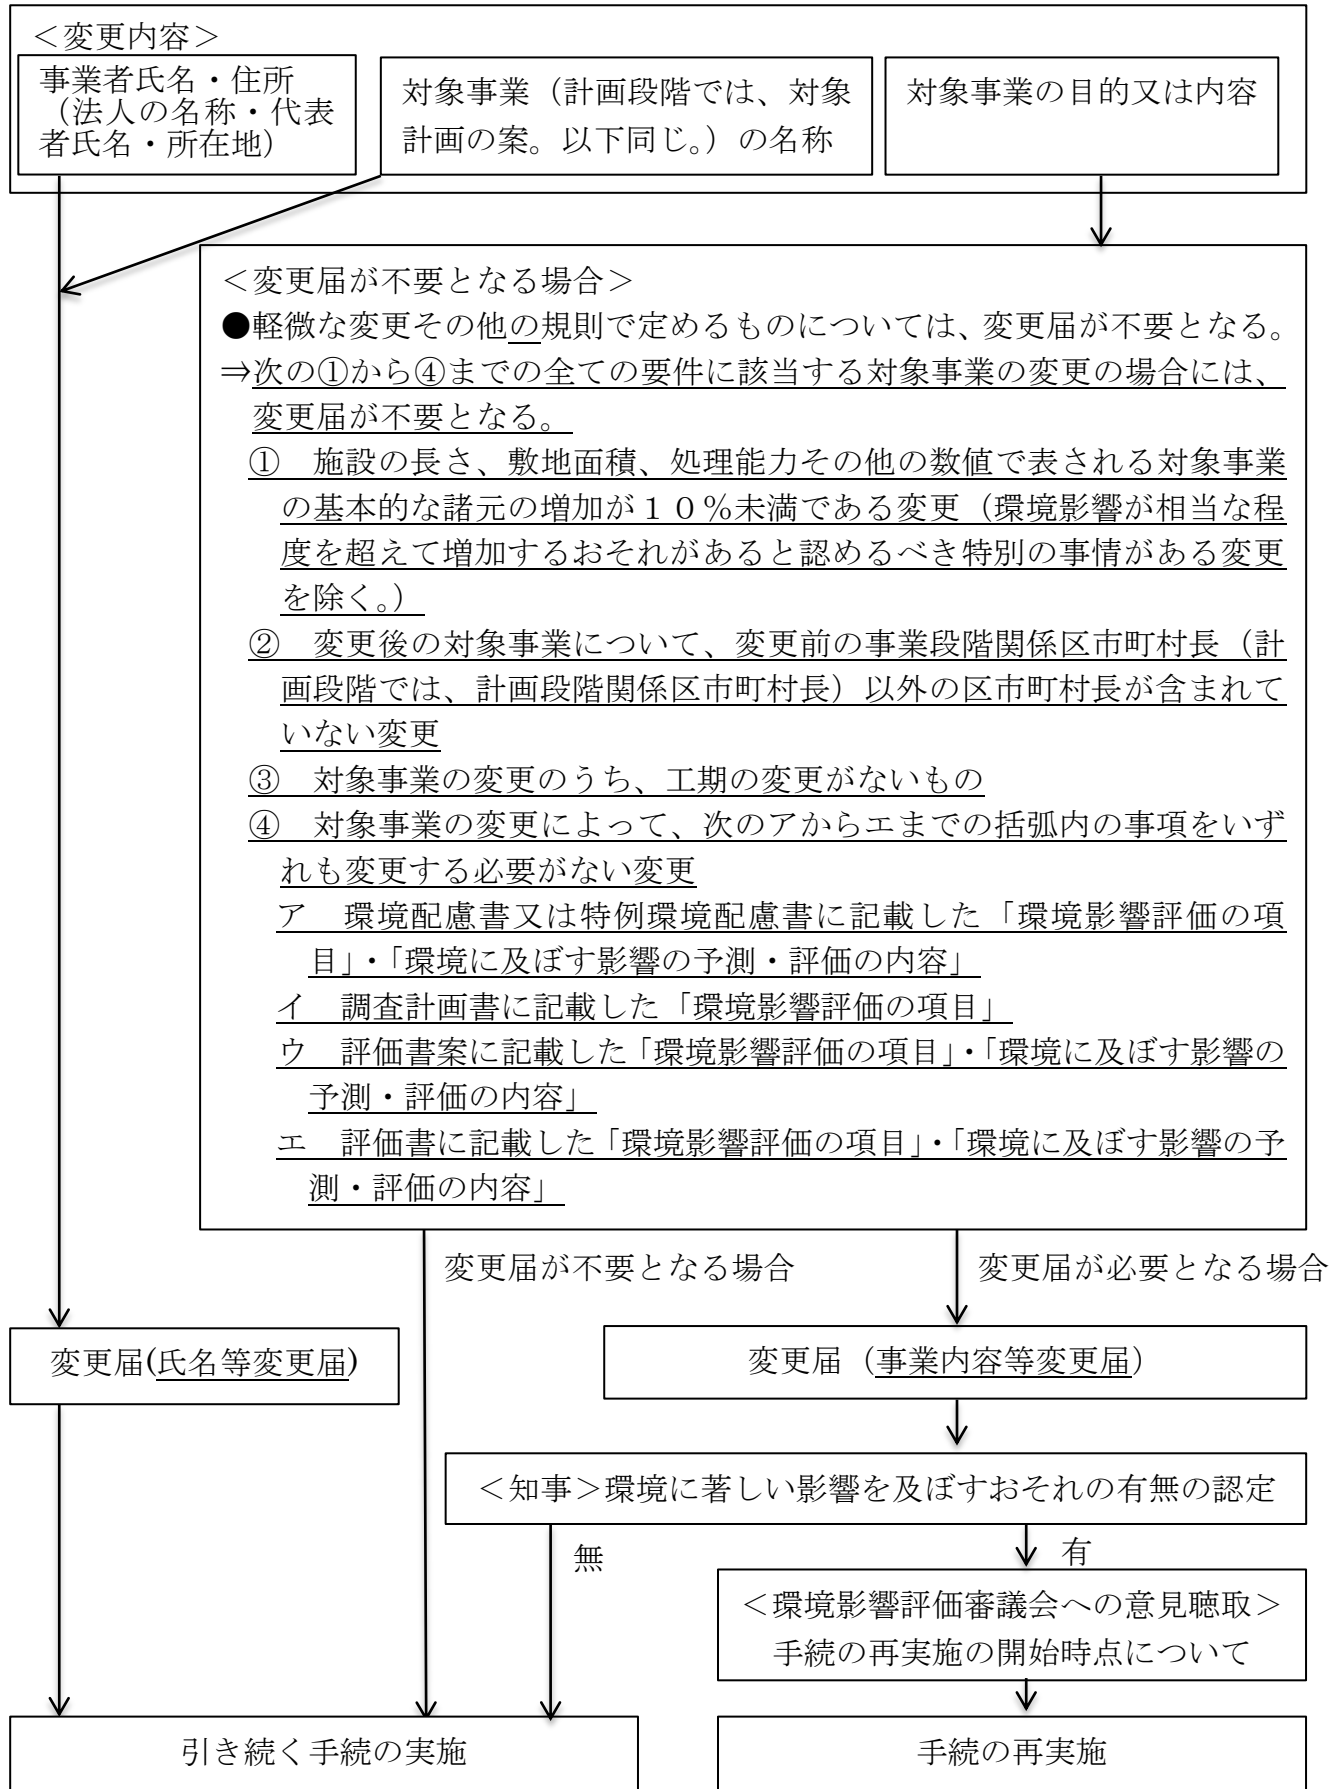 ＜変更内容＞
事業者氏名・住所
（法人の名称・代表
者氏名・所在地）
対象事業（計画段階では、対象
計画の案。以下同じ。）の名称
対象事業の目的又は内容
＜変更届が不要となる場合＞
●軽微な変更その他の規則で定めるものについては、変更届が不要となる。
⇒次の①から④までの全ての要件に該当する対象事業の変更の場合には、
変更届が不要となる。
①　施設の長さ、敷地面積、処理能力その他の数値で表される対象事業
の基本的な諸元の増加が１０％未満である変更（環境影響が相当な程
度を超えて増加するおそれがあると認めるべき特別の事情がある変更
を除く。）
②　変更後の対象事業について、変更前の事業段階関係区市町村長（計
画段階では、計画段階関係区市町村長）以外の区市町村長が含まれて
いない変更
③　対象事業の変更のうち、工期の変更がないもの
④　対象事業の変更によって、次のアからエまでの括弧内の事項をいず
れも変更する必要がない変更
ア　環境配慮書又は特例環境配慮書に記載した「環境影響評価の項
目」・「環境に及ぼす影響の予測・評価の内容」
イ　調査計画書に記載した「環境影響評価の項目」
ウ　評価書案に記載した「環境影響評価の項目」・「環境に及ぼす影響の
予測・評価の内容」
エ　評価書に記載した「環境影響評価の項目」・「環境に及ぼす影響の予
測・評価の内容」
変更届が不要となる場合
変更届が必要となる場合
変更届(氏名等変更届)
変更届（事業内容等変更届）
＜知事＞環境に著しい影響を及ぼすおそれの有無の認定
無
有
＜環境影響評価審議会への意見聴取＞
手続の再実施の開始時点について
引き続く手続の実施
手続の再実施